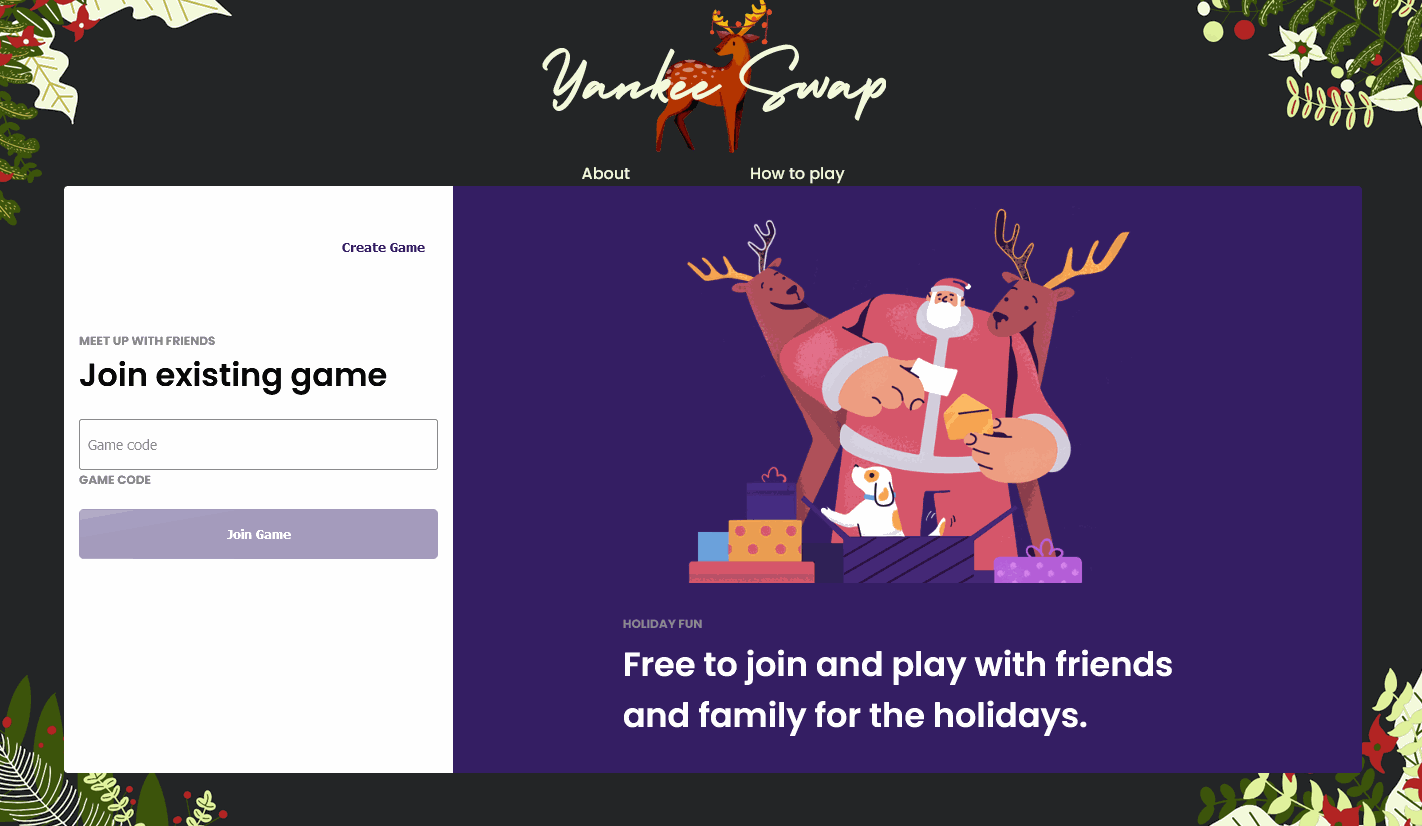 Yankee Swap
About
How to play
Create Game
MEET UP WITH FRIENDS
Join existing game
Game code
GAME CODE
Join Game
HOLIDAY FUN
Free to join and play with friends
and family for the holidays.